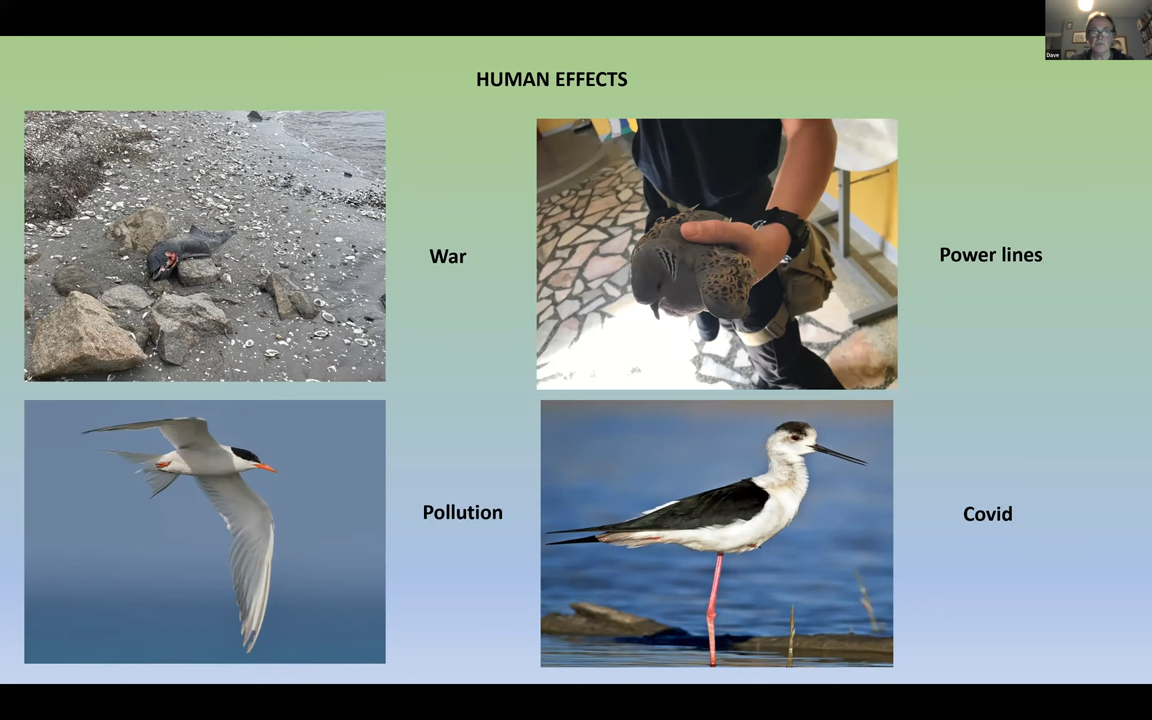 Dave
HUMAN EFFECTS
War
Power lines
Pollution
Covid